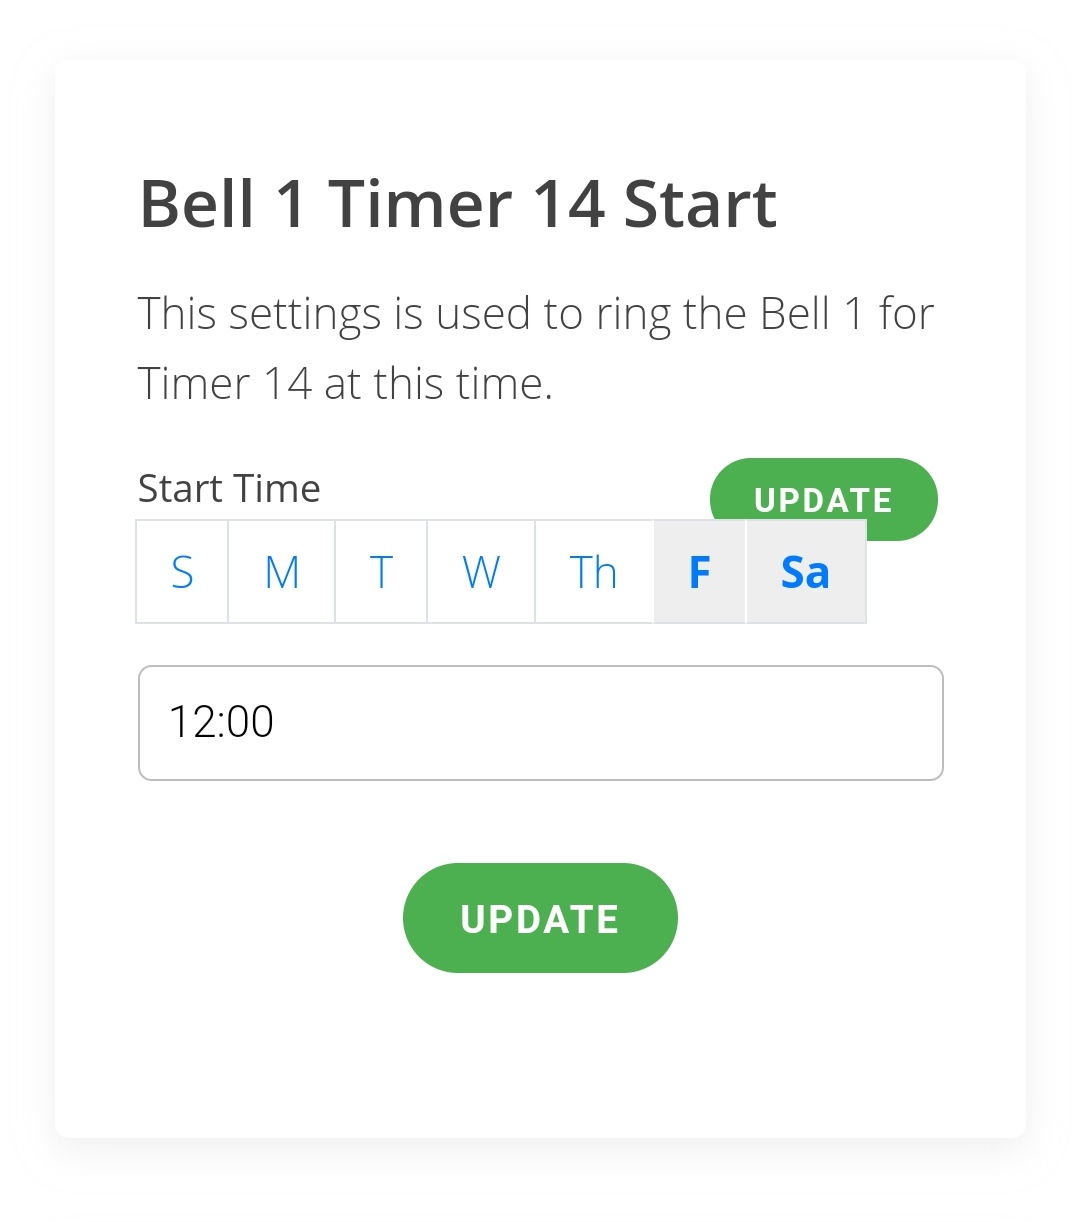 Bell 1 Timer 14 Start
This settings is used to ring the Bell 1 for
Timer 14 at this time.
Start Time
UPDATE
S M T W Th F Sa
12:00
UPDATE